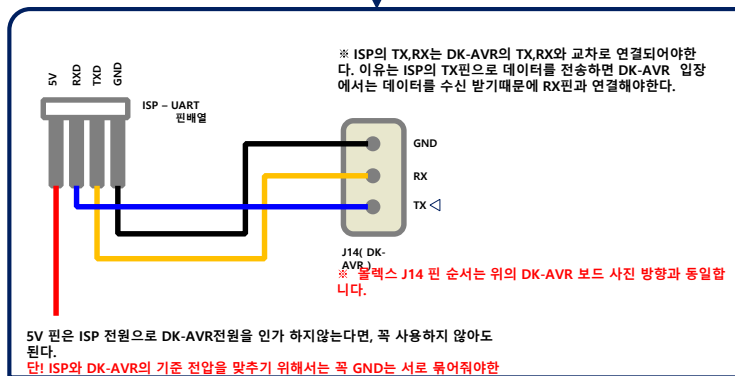 5V
RXD
TXD
GND
ISP – UART
핀배열
※ ISP의 TX,RX는 DK-AVR의 TX,RX와 교차로 연결되어야한
다. 이유는 ISP의 TX핀으로 데이터를 전송하면 DK-AVR 입장
에서는 데이터를 수신 받기때문에 RX핀과 연결해야한다.
GND
RX
TX
J14( DK-
AVR )
※ 몰렉스 J14 핀 순서는 위의 DK-AVR 보드 사진 방향과 동일합
니다.
5V 핀은 ISP 전원으로 DK-AVR전원을 인가 하지않는다면, 꼭 사용하지 않아도
된다.
단! ISP와 DK-AVR의 기준 전압을 맞추기 위해서는 꼭 GND는 서로 묶어줘야한